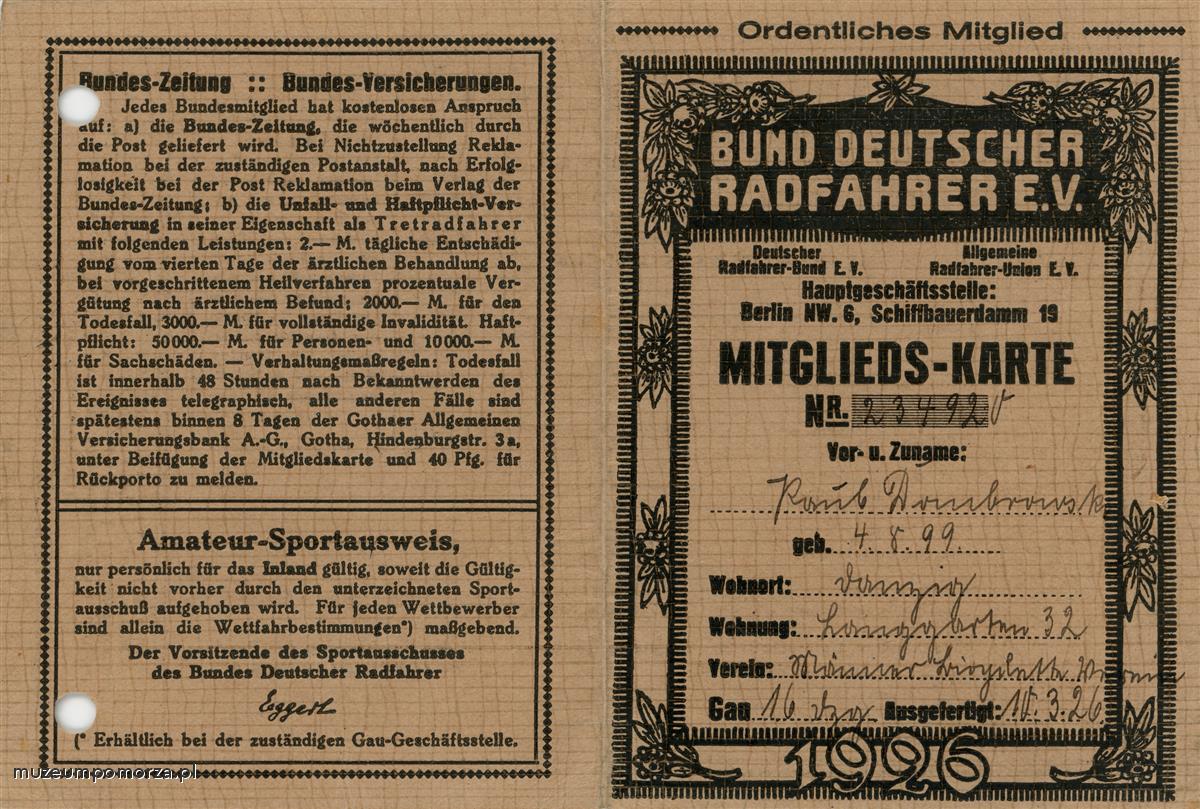 Bundes-Zeitung :: Bundes-Versicherungen.
Jedes Bundesmitglied hat kostenlosen Anspruch
auf: a) die Bundes-Zeitung, die wöchentlich durch
die Post geliefert wird. Bei Nichtzustellung Rekla-
mation bei der zuständigen Postanstalt, nach Erfolg-
losigkeit bei der Post Reklamation beim Verlag der
Bundes-Zeitung; b) die Unfall- und Haftpflicht-Ver-
sicherung in seiner Eigenschaft als Tretradfahrer
mit folgenden Leistungen: 2.— M. tägliche Entschädi-
gung vom vierten Tage der ärztlichen Behandlung ab,
bei vorgeschrittenem Heilverfahren prozentuale Ver-
gütung nach ärztlichem Befund; 2000.— M. für den
Todesfall, 3000.— M. für vollständige Invalidität. Haft-
pflicht: 50000.— M. für Personen- und 10000.— M.
für Sachschäden. — Verhaltungsmaßregeln: Todesfall
ist innerhalb 48 Stunden nach Bekanntwerden des
Ereignisses telegraphisch, alle anderen Fälle sind
spätestens binnen 8 Tagen der Gothaer Allgemeinen
Versicherungsbank A.-G., Gotha, Hindenburgstr. 3a,
unter Beifügung der Mitgliedskarte und 40 Pfg. für
Rückporto zu melden.
Amateur-Sportausweis,
nur persönlich für das Inland gültig, soweit die Gültig-
keit nicht vorher durch den unterzeichneten Sport-
ausschuß aufgehoben wird. Für jeden Wettbewerber
sind allein die Wettfahrbestimmungen*) maßgebend.
Der Vorsitzende des Sportausschusses
des Bundes Deutscher Radfahrer
Eggert
(* Erhältlich bei der zuständigen Gau-Geschäftsstelle.
muzeumpomorza.pl
Ordentliches Mitglied
BUND DEUTSCHER
RADFAHRER E.V.
Deutscher Allgemeine
Radfahrer-Bund E. V. Radfahrer-Union E. V.
Hauptgeschäftsstelle:
Berlin NW. 6, Schiffbauerdamm 19
MITGLIEDS-KARTE
NR. 23492
Vor- u. Zuname:
Dombrowsk
geb. 4. 8. 99.
Wohnort: Danzig
Wohnung: Langgarten 32
Verein: Männer
Gau 16 Dzg. Ausgefertigt: 10.3.26
1926